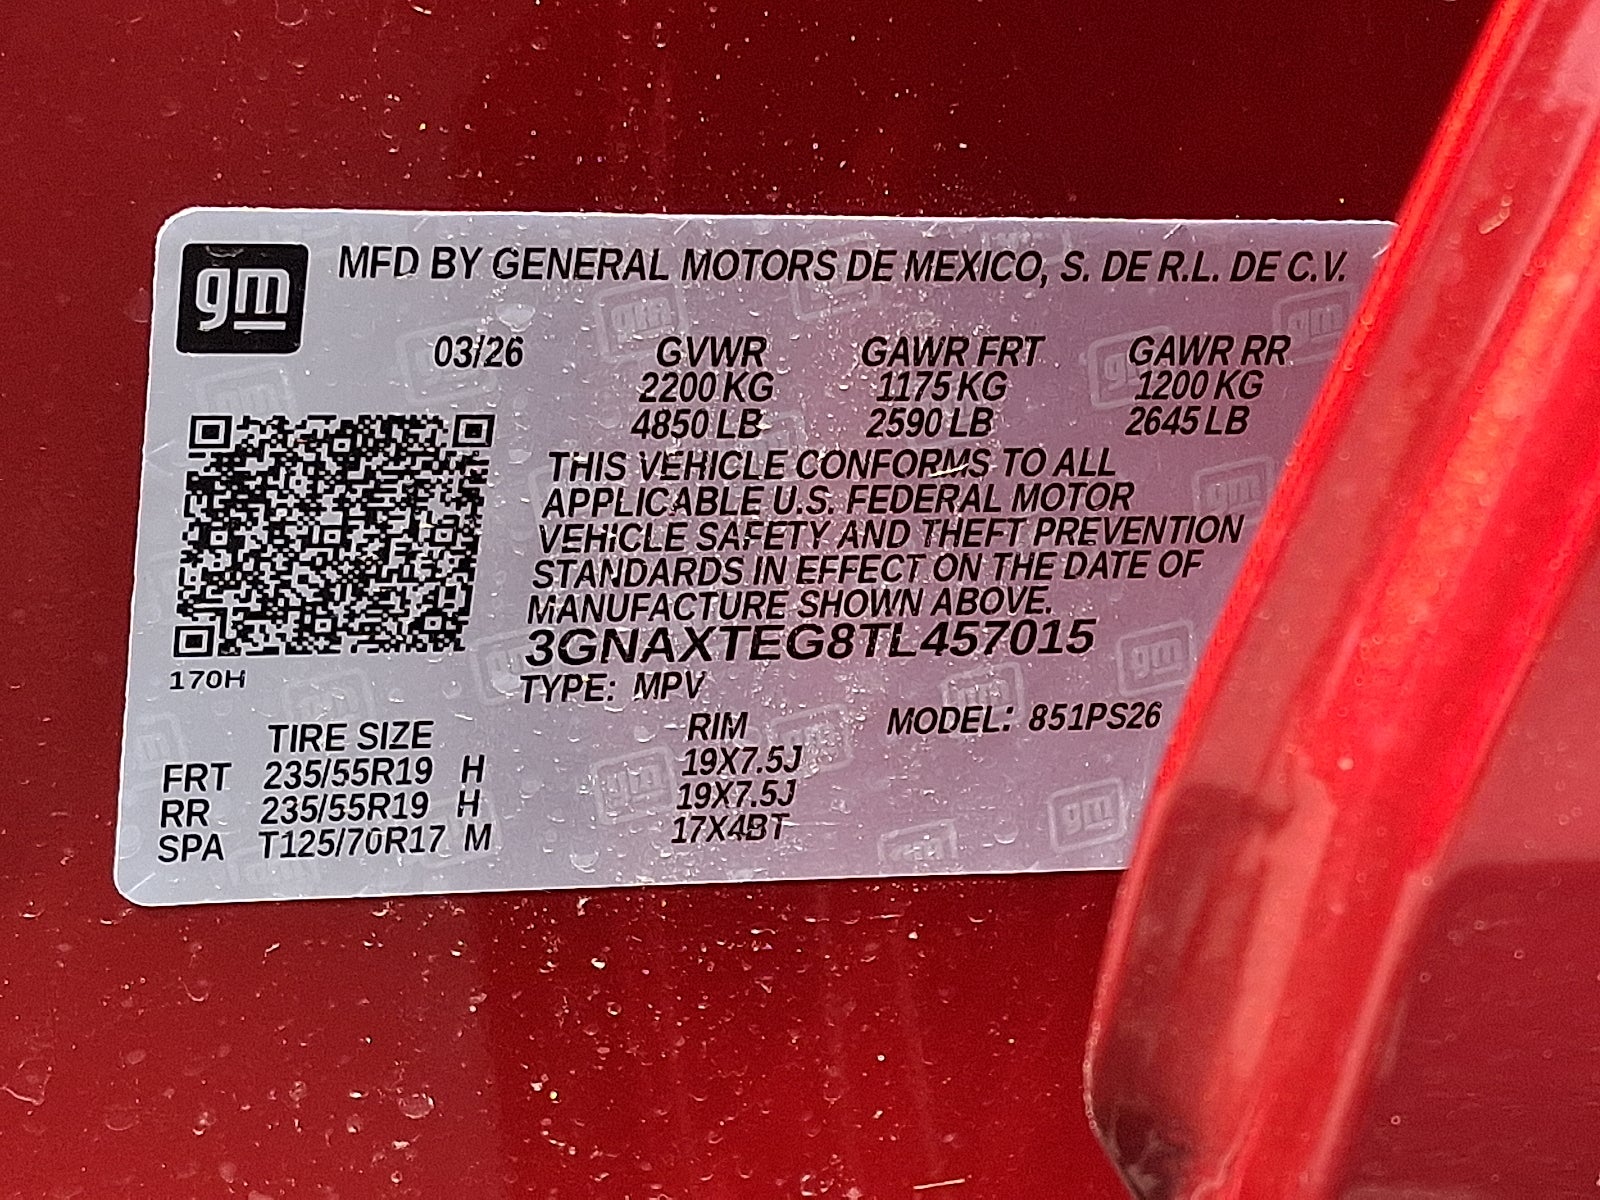 gm MFD BY GENERAL MOTORS DE MEXICO, S. DE R.L. DE C.V.
03/26 GVWR GAWR FRT GAWR RR
2200 KG 1175 KG 1200 KG
4850 LB 2590 LB 2645 LB
THIS VEHICLE CONFORMS TO ALL
APPLICABLE U.S. FEDERAL MOTOR
VEHICLE SAFETY AND THEFT PREVENTION
STANDARDS IN EFFECT ON THE DATE OF
MANUFACTURE SHOWN ABOVE.
3GNAXTEG8TL457015
170H
TYPE: MPV
TIRE SIZE RIM MODEL: 851PS26
FRT 235/55R19 H 19X7.5J
RR 235/55R19 H 19X7.5J
SPA T125/70R17 M 17X4BT